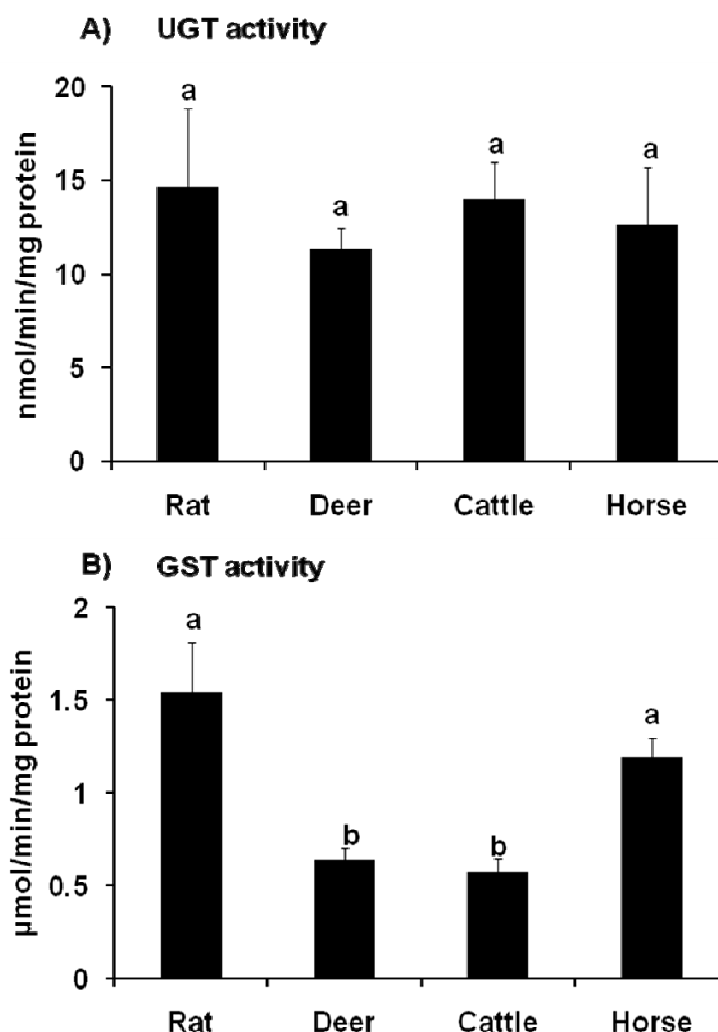 A) UGT activity
nmol/min/mg protein
20
15
10
5
0
a
a
a
a
Rat Deer Cattle Horse
B) GST activity
µmol/min/mg protein
2
1.5
1
0.5
0
a
b
b
a
Rat Deer Cattle Horse